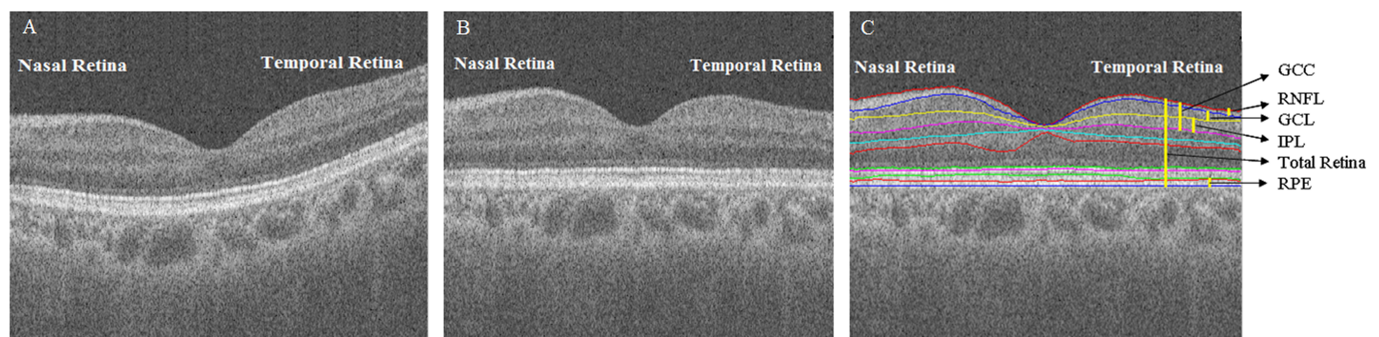 A
Nasal Retina
Temporal Retina
B
Nasal Retina
Temporal Retina
C
Nasal Retina
Temporal Retina
GCC
RNFL
GCL
IPL
Total Retina
RPE